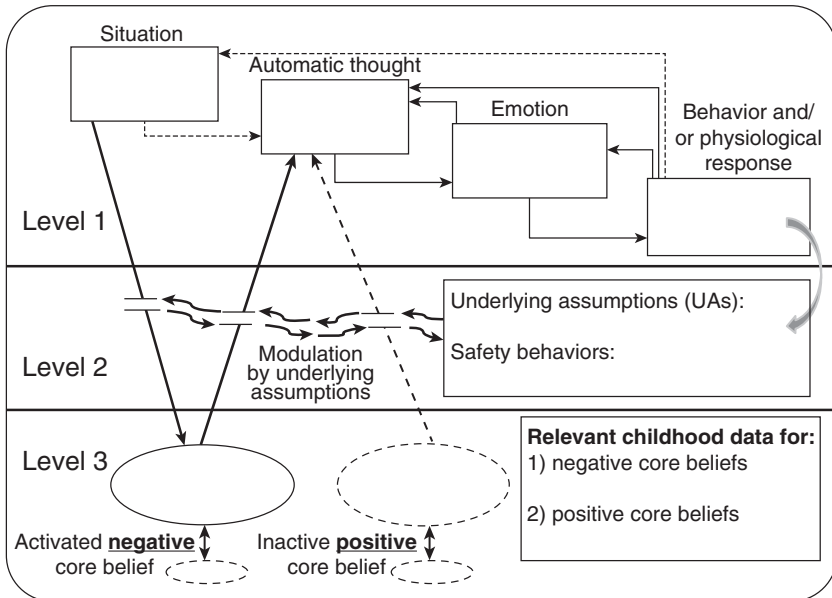 Situation
Automatic thought
Emotion
Behavior and/
or physiological
response
Level 1
Underlying assumptions (UAs):
Safety behaviors:
Modulation
by underlying
assumptions
Level 2
Level 3
Relevant childhood data for:
1) negative core beliefs
2) positive core beliefs
Activated negative
core belief
Inactive positive
core belief